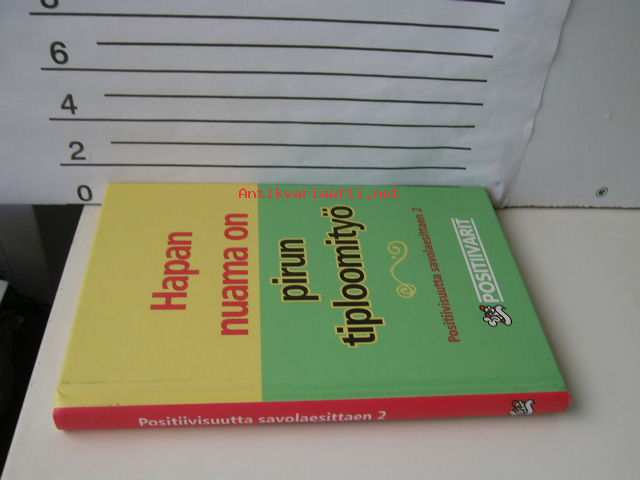 8
6
4
2
0
Antikvariaatti.net
Hapan
nuama on
pirun
tiploomityö
Positiivisuutta savolaesittaen 2
POSITIIVARIT
Positiivisuutta savolaesittaen 2